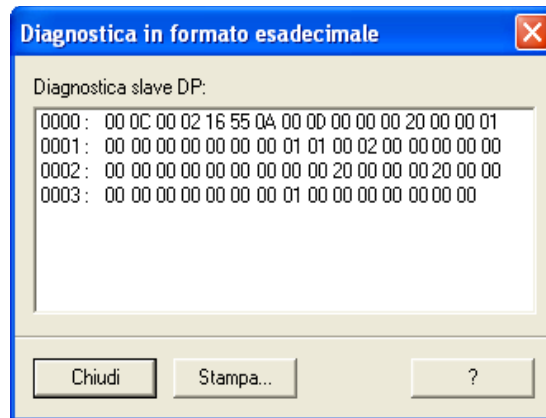 Diagnostica in formato esadecimale
Diagnostica slave DP:
0000 : 00 0C 00 02 16 55 0A 00 0D 00 00 00 20 00 00 01
0001 : 00 00 00 00 00 00 00 01 01 00 02 00 00 00 00 00
0002 : 00 00 00 00 00 00 00 00 00 20 00 00 00 20 00 00
0003 : 00 00 00 00 00 00 00 01 00 00 00 00 00 00 00
Chiudi
Stampa...
?